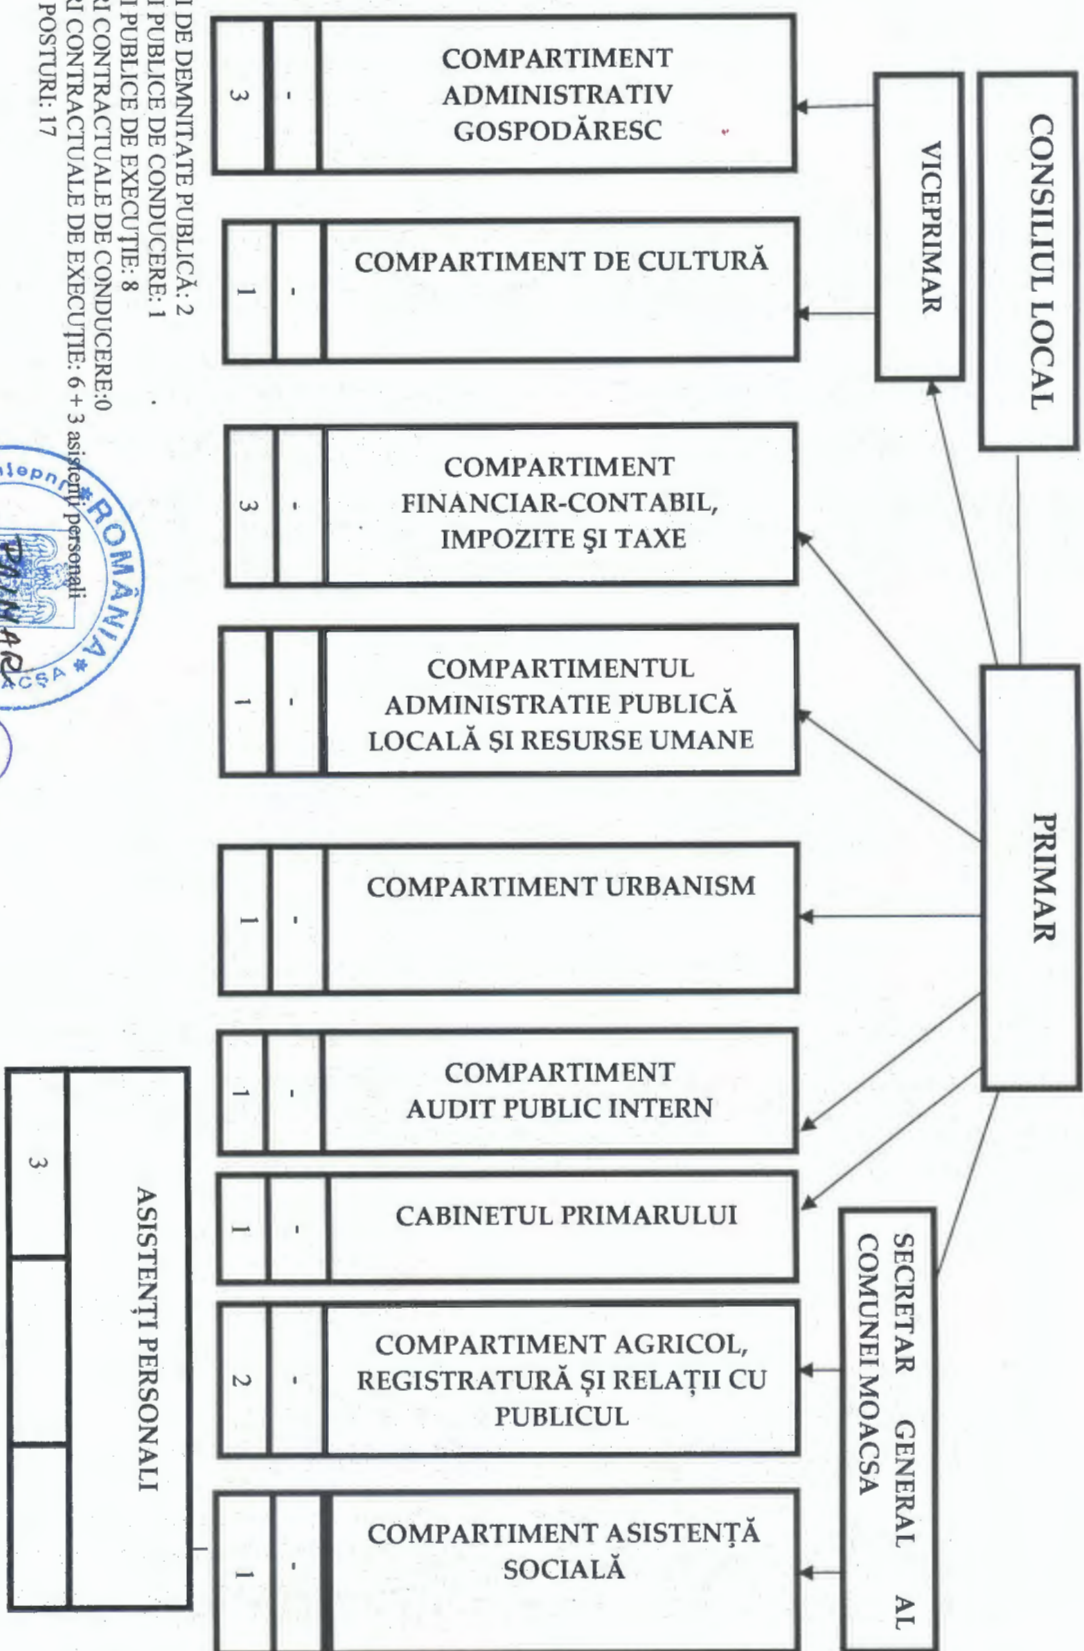 CONSILIUL LOCAL
PRIMAR
VICEPRIMAR
SECRETAR GENERAL AL
COMUNEI MOACSA
COMPARTIMENT
ADMINISTRATIV
GOSPODĂRESC
-
3
COMPARTIMENT DE CULTURĂ
-
1
COMPARTIMENT
FINANCIAR-CONTABIL,
IMPOZITE ŞI TAXE
-
3
COMPARTIMENTUL
ADMINISTRATIE PUBLICĂ
LOCALĂ ȘI RESURSE UMANE
-
1
COMPARTIMENT URBANISM
-
1
COMPARTIMENT
AUDIT PUBLIC INTERN
-
1
CABINETUL PRIMARULUI
-
1
COMPARTIMENT AGRICOL,
REGISTRATURĂ ŞI RELAȚII CU
PUBLICUL
-
2
COMPARTIMENT ASISTENȚĂ
SOCIALĂ
-
1
ASISTENȚI PERSONALI
3
DE DEMNITATE PUBLICĂ: 2
PUBLICE DE CONDUCERE: 1
PUBLICE DE EXECUȚIE: 8
CONTRACTUALE DE CONDUCERE:0
CONTRACTUALE DE EXECUȚIE: 6 + 3 asistenți personali
POSTURI: 17
ROMÂNIA